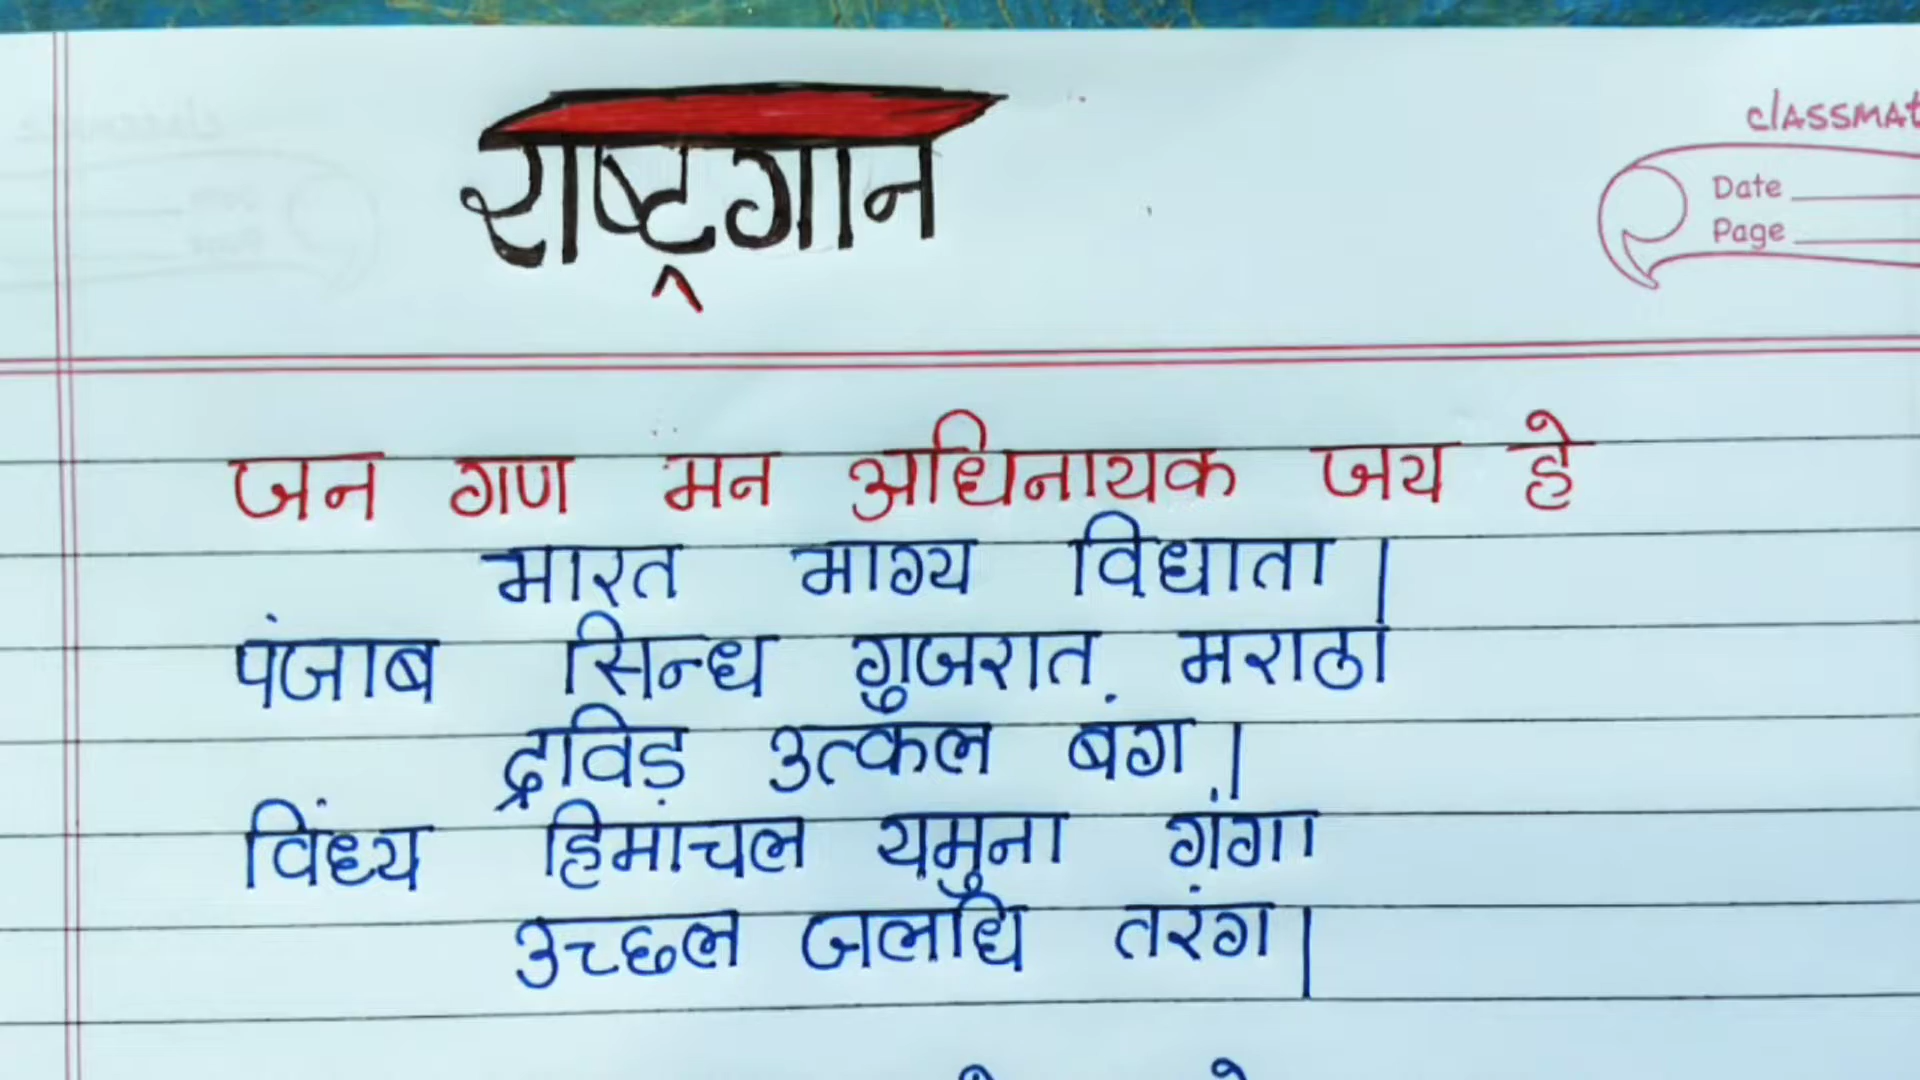 राष्ट्रगान
classmat
Date
Page
जन गण मन अधिनायक जय हे
भारत भाग्य विधाता।
पंजाब सिन्ध गुजरात मराठा
द्रविड़ उत्कल बंग।
विंध्य हिमांचल यमुना गंगा
उच्छल जलधि तरंग।